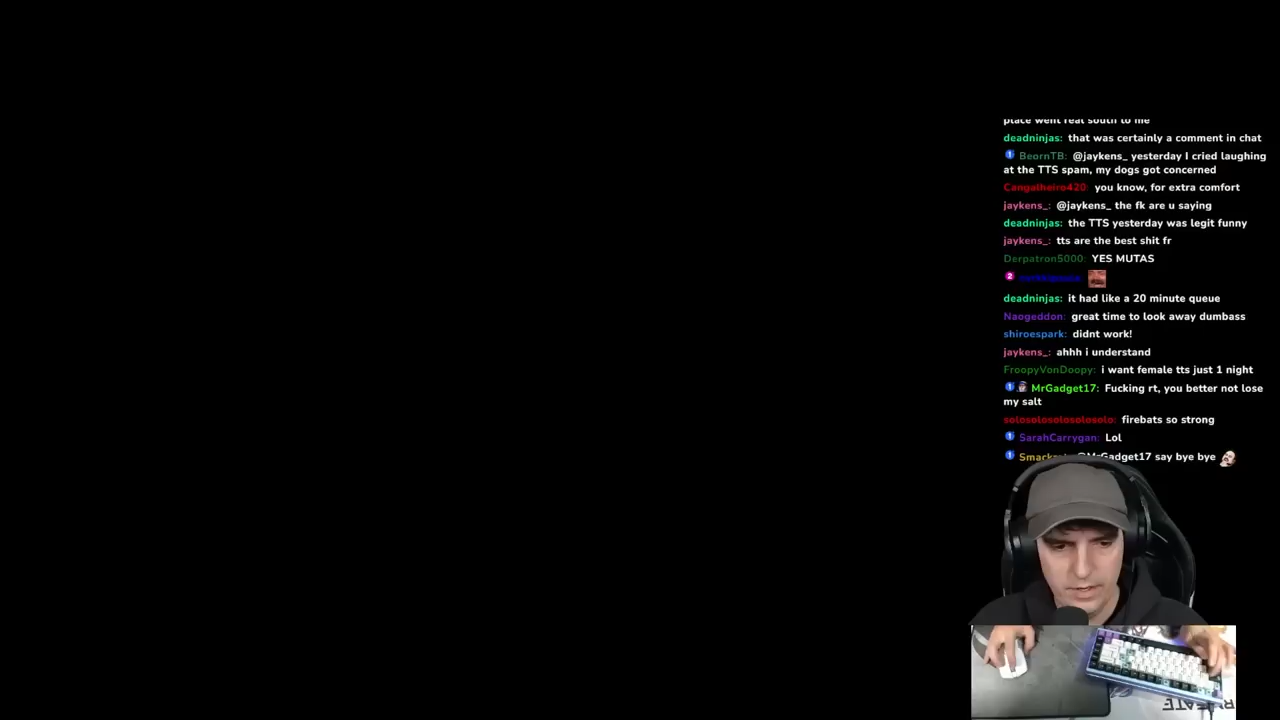 place went real south to me
deadninjas: that was certainly a comment in chat
BeornTB: @jaykens_ yesterday I cried laughing
at the TTS spam, my dogs got concerned
Cangalheiro420: you know, for extra comfort
jaykens_: @jaykens_ the fk are u saying
deadninjas: the TTS yesterday was legit funny
jaykens_: tts are the best shit fr
Derpatron5000: YES MUTAS
2
deadninjas: it had like a 20 minute queue
Naogeddon: great time to look away dumbass
shiroespark: didnt work!
jaykens_: ahhh i understand
FroopyVonDoopy: i want female tts just 1 night
MrGadget17: Fucking rt, you better not lose
my salt
solosolosolosolosolo: firebats so strong
SarahCarrygan: Lol
@MrGadget17 say bye bye